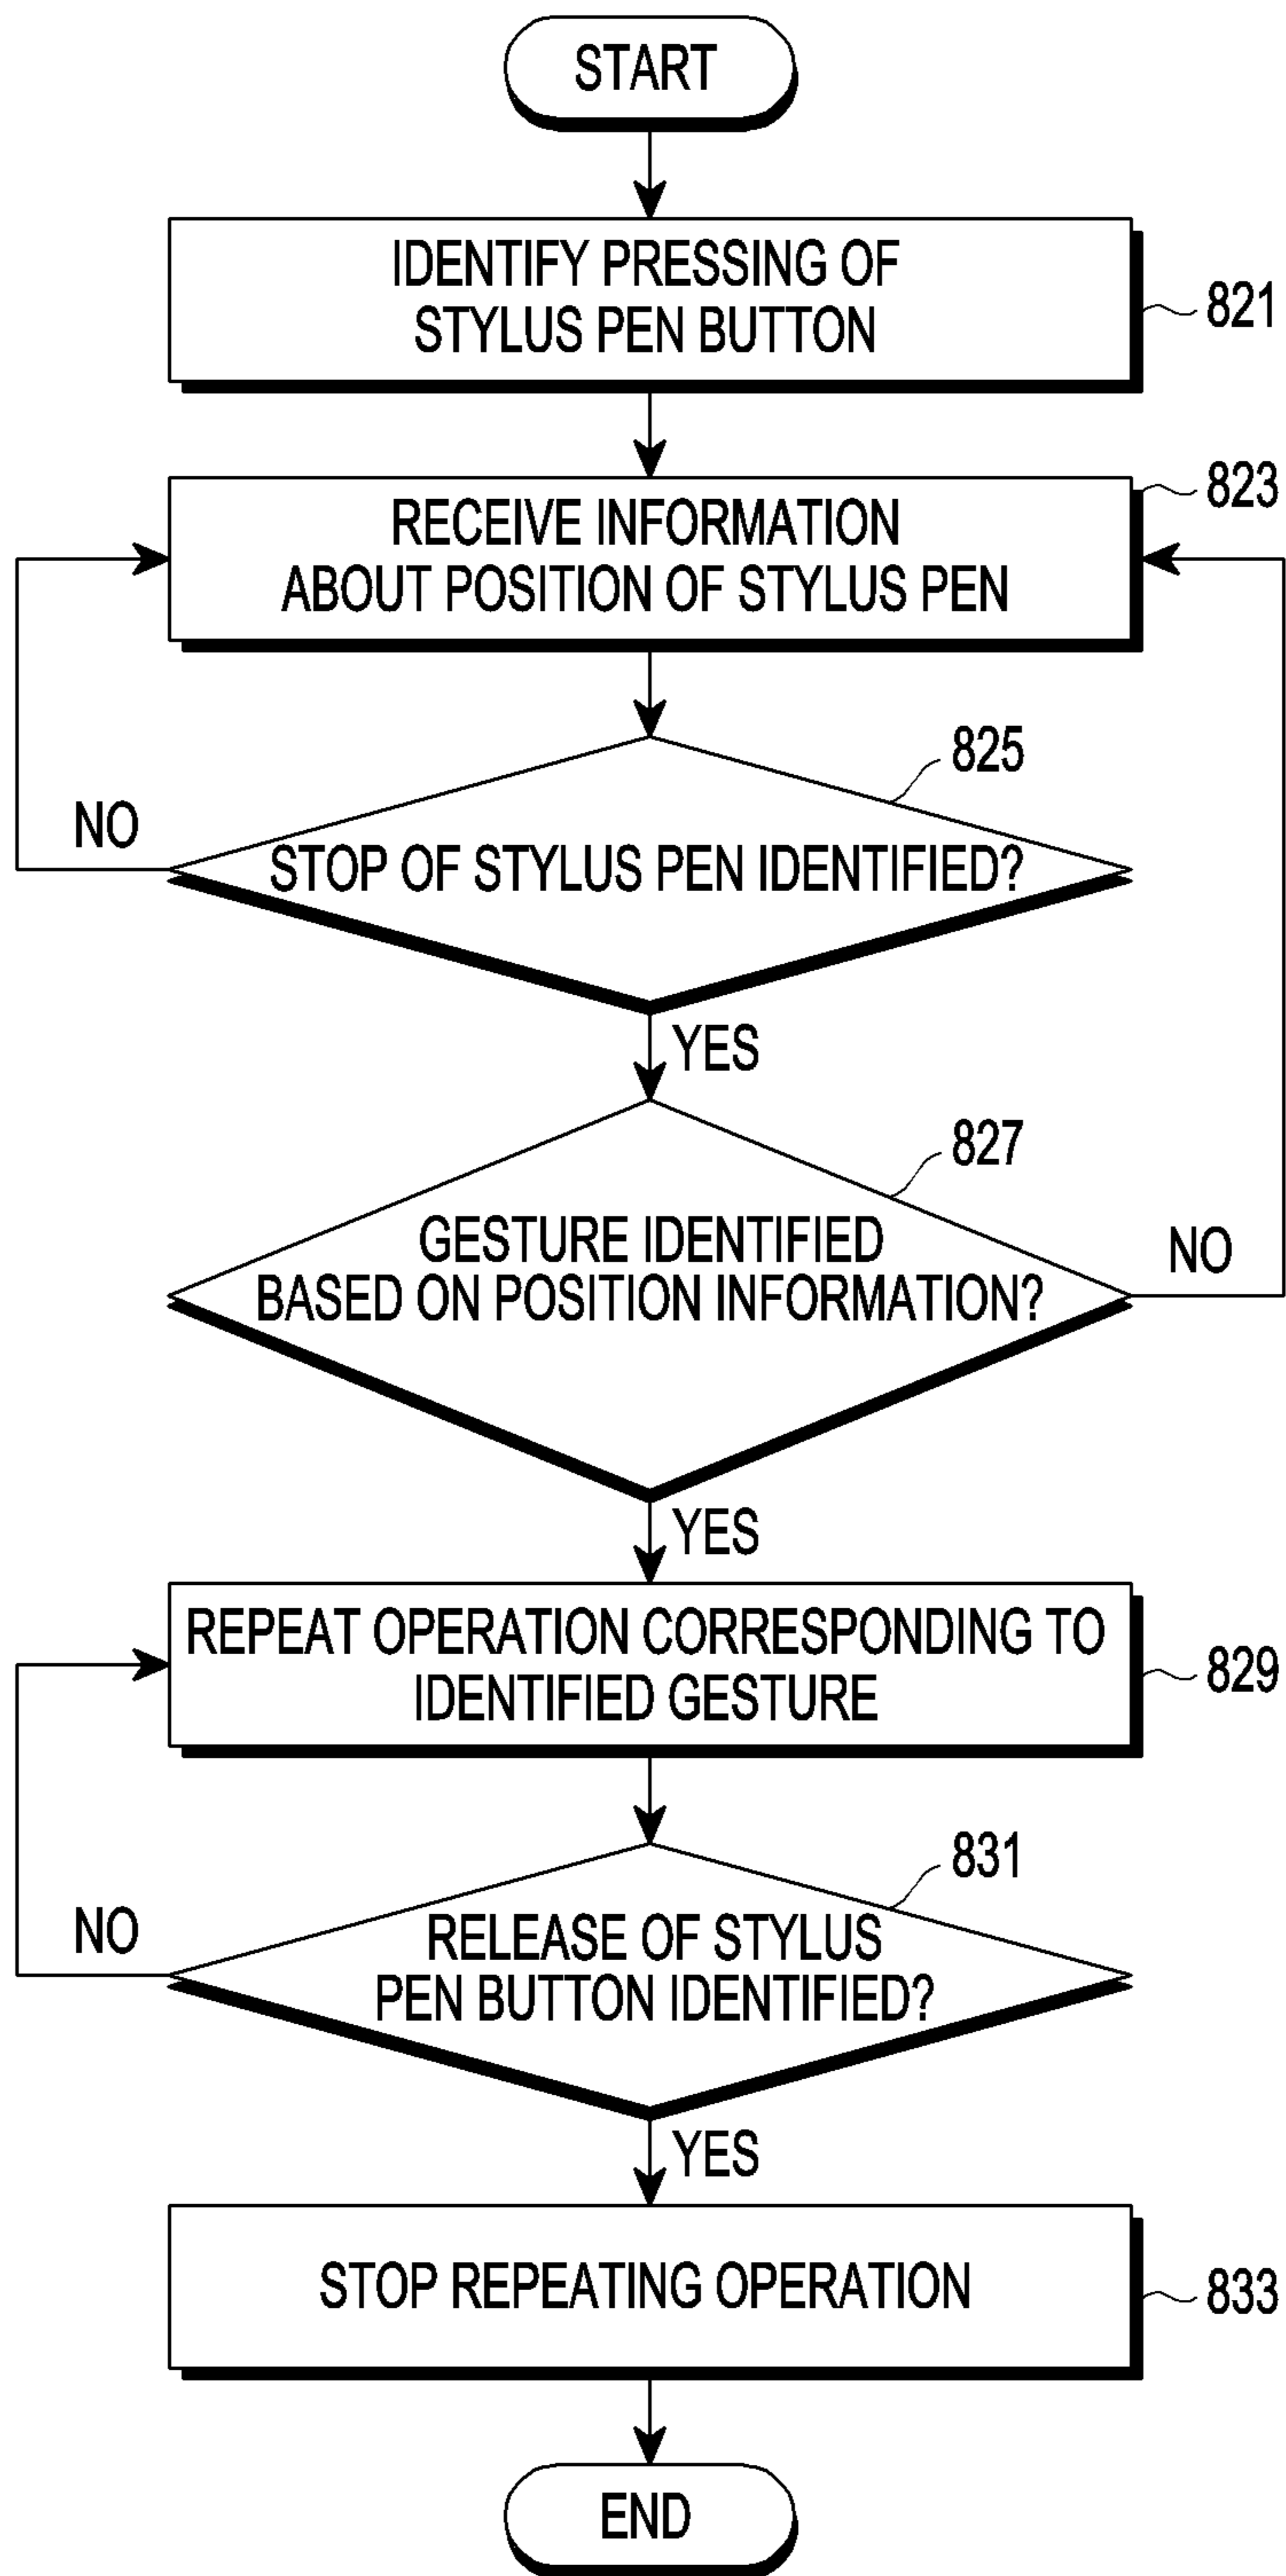 START
IDENTIFY PRESSING OF
STYLUS PEN BUTTON
821
823
RECEIVE INFORMATION
ABOUT POSITION OF STYLUS PEN
825
NO
STOP OF STYLUS PEN IDENTIFIED?
YES
827
GESTURE IDENTIFIED
BASED ON POSITION INFORMATION?
NO
YES
REPEAT OPERATION CORRESPONDING TO
IDENTIFIED GESTURE
829
831
NO
RELEASE OF STYLUS
PEN BUTTON IDENTIFIED?
YES
STOP REPEATING OPERATION
833
END